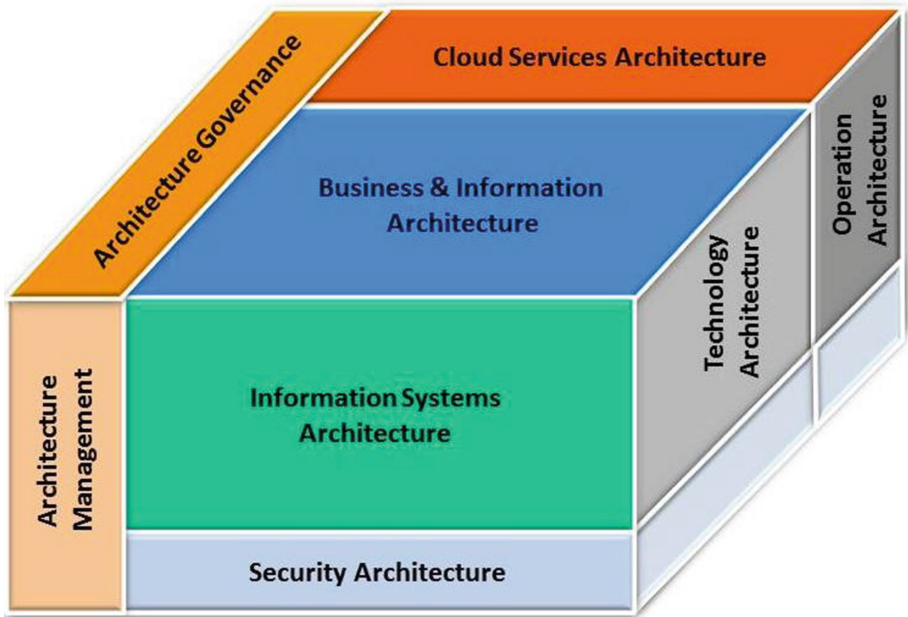 Cloud Services Architecture
Architecture Governance
Business & Information
Architecture
Operation
Architecture
Technology
Architecture
Information Systems
Architecture
Architecture
Management
Security Architecture